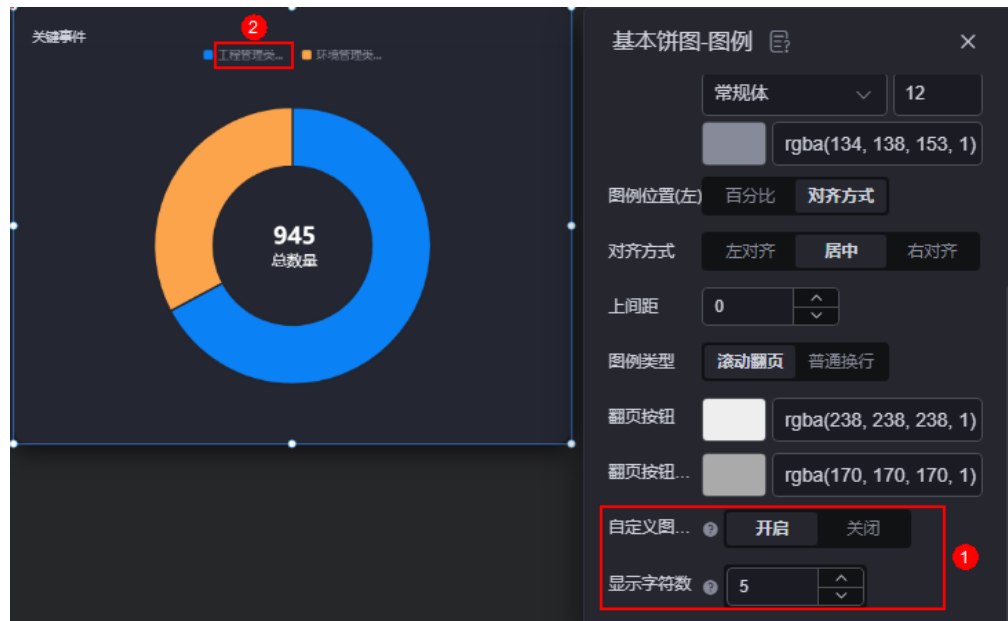 关键事件
2
工程管理类...
环境管理类...
945
总数量
基本饼图-图例
×
常规体
12
rgba(134, 138, 153, 1)
图例位置(左)
百分比
对齐方式
对齐方式
左对齐
居中
右对齐
上间距
0
图例类型
滚动翻页
普通换行
翻页按钮
rgba(238, 238, 238, 1)
翻页按钮...
rgba(170, 170, 170, 1)
自定义图...
?
开启
关闭
1
显示字符数
?
5